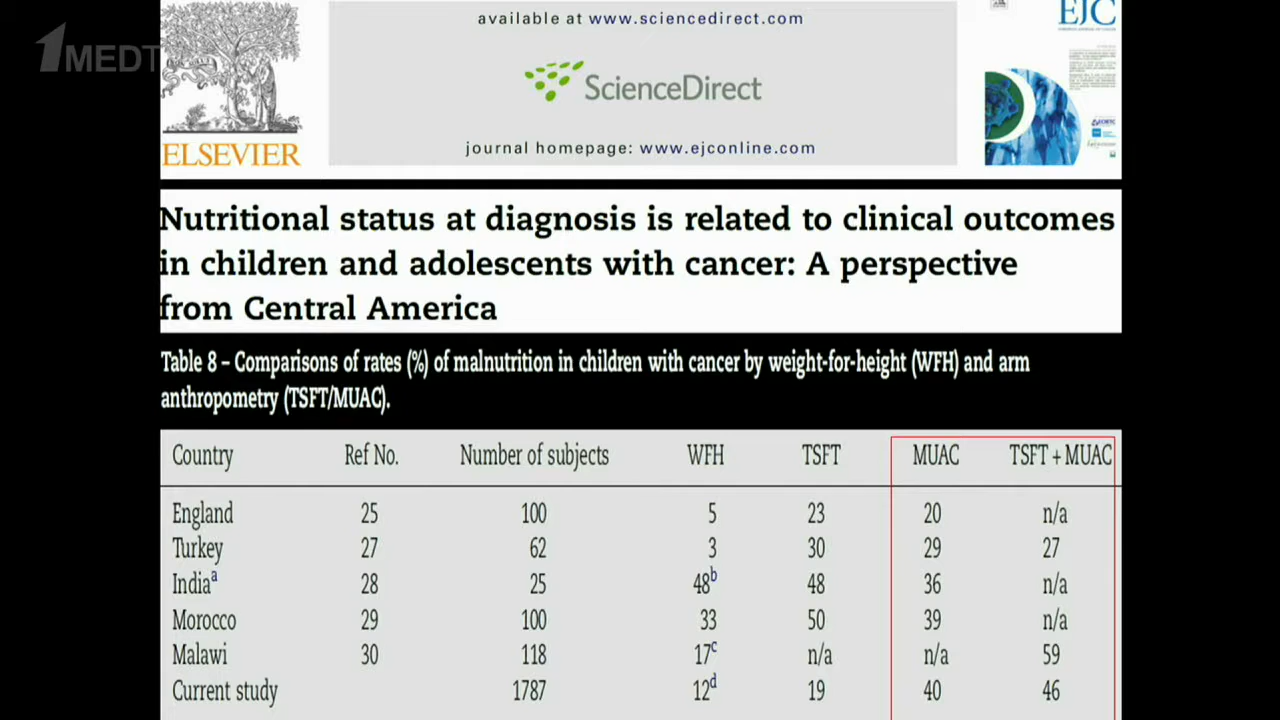 1MEDT
available at www.sciencedirect.com
ScienceDirect
journal homepage: www.ejconline.com
ELSEVIER
EJC
Nutritional status at diagnosis is related to clinical outcomes
in children and adolescents with cancer: A perspective
from Central America
Table 8 – Comparisons of rates (%) of malnutrition in children with cancer by weight-for-height (WFH) and arm
anthropometry (TSFT/MUAC).
Country Ref No. Number of subjects WFH TSFT MUAC TSFT + MUAC
England 25 100 5 23 20 n/a
Turkey 27 62 3 30 29 27
India^a 28 25 48^b 48 36 n/a
Morocco 29 100 33 50 39 n/a
Malawi 30 118 17^c n/a n/a 59
Current study 1787 12^d 19 40 46